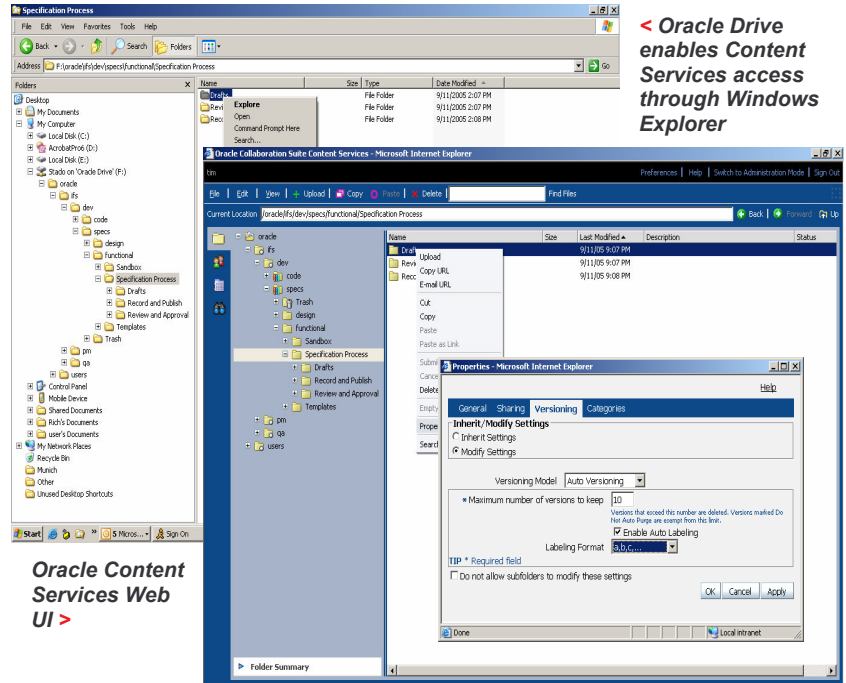 Specification Process
File Edit View Favorites Tools Help
Back Search Folders
Address F:\oracle\ifs\dev\specs\functional\Specification Process Go
Folders X
Desktop
My Documents
My Computer
Local Disk (C:)
AcrobatPro6 (D:)
Local Disk (E:)
Stado on 'Oracle Drive' (F:)
oracle
ifs
dev
code
specs
design
functional
Sandbox
Specification Process
Drafts
Record and Publish
Review and Approval
Templates
Trash
pm
qa
users
Control Panel
Mobile Device
Shared Documents
Rich's Documents
user's Documents
My Network Places
Recycle Bin
Munich
Other
Unused Desktop Shortcuts
Name Size Type Date Modified
Drafts File Folder 9/11/2005 2:07 PM
Revi File Folder 9/11/2005 2:07 PM
Reco File Folder 9/11/2005 2:08 PM
Explore
Open
Command Prompt Here
Search...
Start » 5 Micros... Sign On
< Oracle Drive
enables Content
Services access
through Windows
Explorer
Oracle Collaboration Suite Content Services - Microsoft Internet Explorer
tim Preferences | Help | Switch to Administration Mode | Sign Out
File | Edit | View | + Upload | Copy Paste | Delete | Find Files
Current Location /oracle/ifs/dev/specs/functional/Specification Process Back | Forward Up
oracle
ifs
dev
code
specs
Trash
design
functional
Sandbox
Specification Process
Drafts
Record and Publish
Review and Approval
Templates
pm
qa
users
Folder Summary
Name Size Last Modified Description Status
Draf 9/11/05 9:07 PM
Revi 9/11/05 9:07 PM
Reco 9/11/05 9:08 PM
Upload
Copy URL
E-mail URL
Cut
Copy
Paste
Paste as Link
Submi
Cance
Delete
Empty
Prope
Search
Properties - Microsoft Internet Explorer
Help
General Sharing Versioning Categories
Inherit/Modify Settings
Inherit Settings
Modify Settings
Versioning Model Auto Versioning
* Maximum number of versions to keep 10
Versions that exceed this number are deleted. Versions marked Do
Not Auto Purge are exempt from this limit.
Enable Auto Labeling
Labeling Format a,b,c,...
TIP * Required field
Do not allow subfolders to modify these settings
OK Cancel Apply
Done Local intranet
Oracle Content
Services Web
UI >